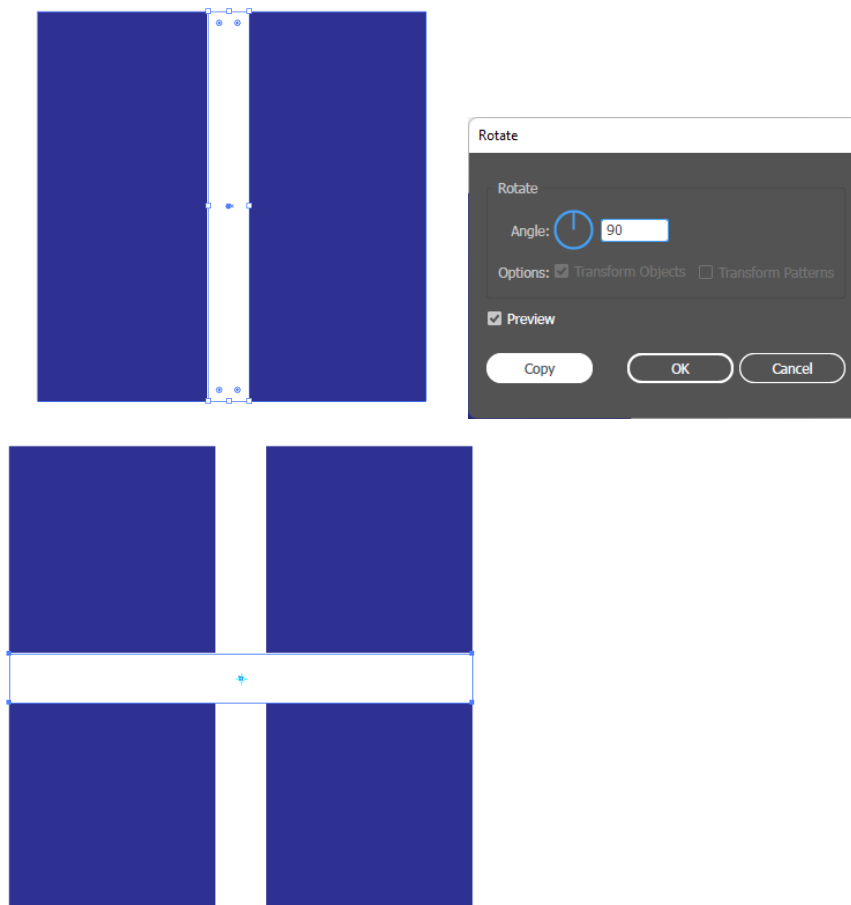 Rotate
Rotate
Angle: 90
Options: Transform Objects Transform Patterns
Preview
Copy OK Cancel